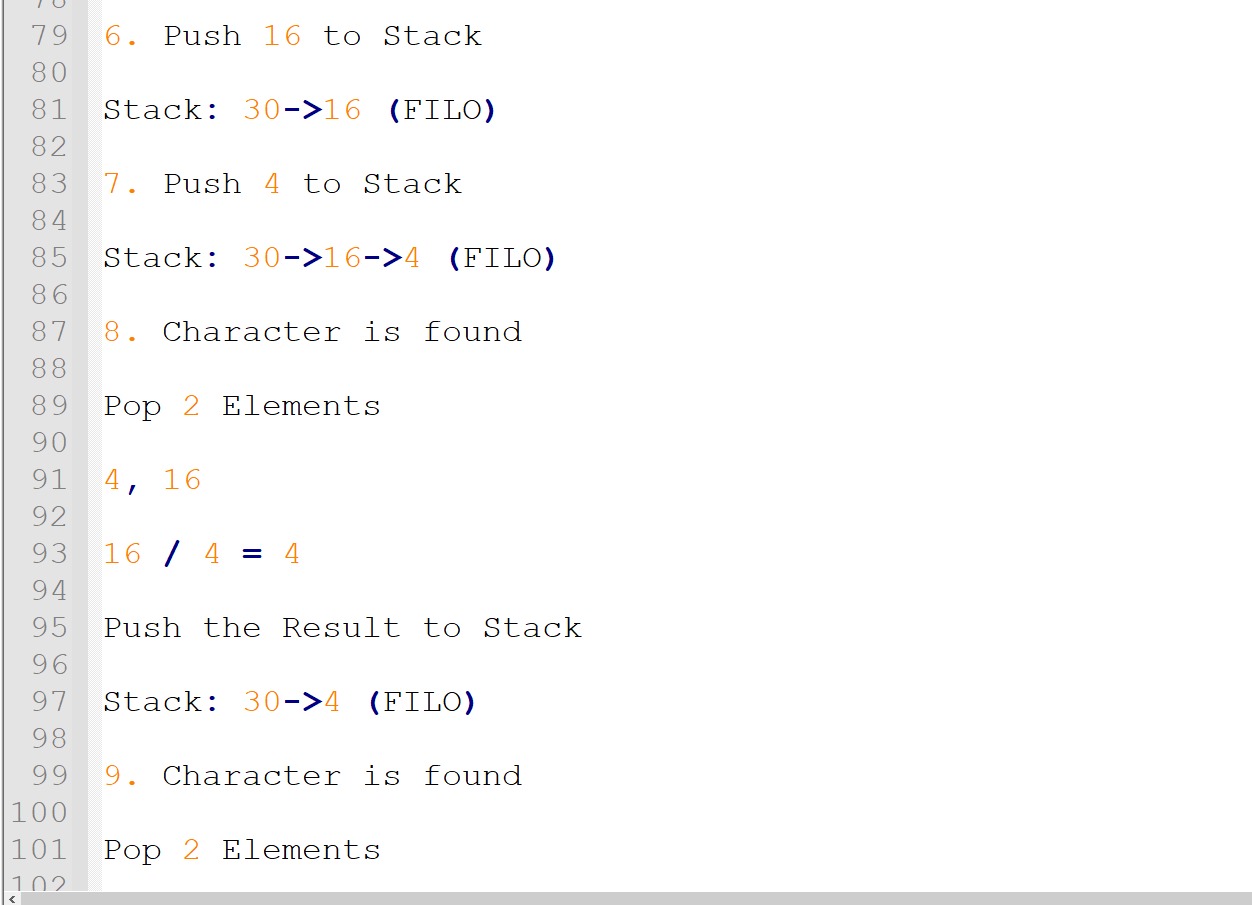 79 6. Push 16 to Stack
80
81 Stack: 30->16 (FILO)
82
83 7. Push 4 to Stack
84
85 Stack: 30->16->4 (FILO)
86
87 8. Character is found
88
89 Pop 2 Elements
90
91 4, 16
92
93 16 / 4 = 4
94
95 Push the Result to Stack
96
97 Stack: 30->4 (FILO)
98
99 9. Character is found
100
101 Pop 2 Elements
102